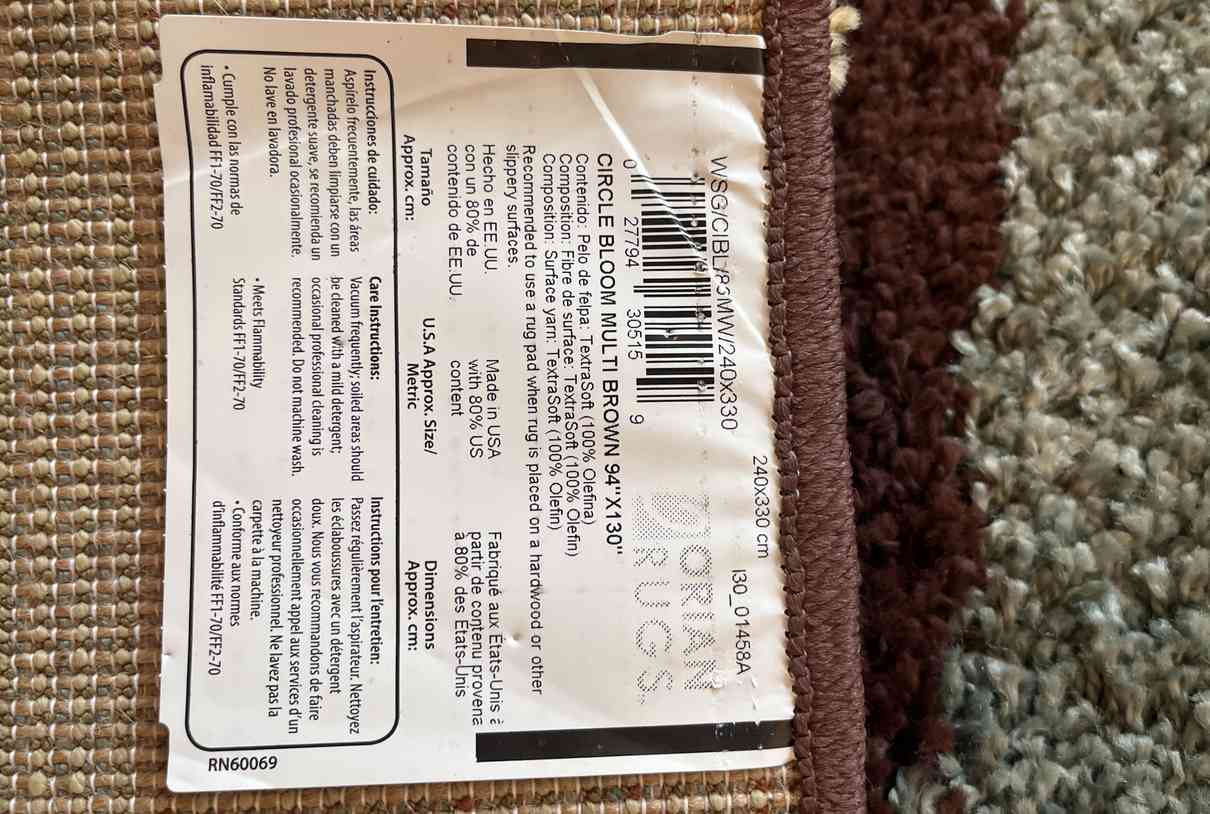 240x330 cm
I30_01458A
WSG/CIBL/PSMW/240x330
ORIAN
RUGS
0 27794 30515 9
CIRCLE BLOOM MULTI BROWN 94"X130"
Contenido: Pelo de felpa: TextraSoft (100% Olefina)
Composition: Fibre de surface: TextraSoft (100% Olefin)
Composition: Surface yarn: TextraSoft (100% Olefin)
Recommended to use a rug pad when rug is placed on a hardwood or other
slippery surfaces.
Hecho en EE.UU.
con un 80% de
contenido de EE.UU.
Made in USA
with 80% US
content
Fabriqué aux États-Unis à
partir de contenu provena
à 80% des États-Unis
Tamaño
Approx. cm:
U.S.A Approx. Size/
Metric
Dimensions
Approx. cm:
Instrucciones de cuidado:
Aspírelo frecuentemente, las áreas
manchadas deben limpiarse con un
detergente suave, se recomienda un
lavado profesional ocasionalmente.
No lave en lavadora.
• Cumple con las normas de
inflamabilidad FF1-70/FF2-70
Care Instructions:
Vacuum frequently; soiled areas should
be cleaned with a mild detergent;
occasional professional cleaning is
recommended. Do not machine wash.
• Meets Flammability
Standards FF1-70/FF2-70
Instructions pour l'entretien:
Passez régulièrement l'aspirateur. Nettoyez
les éclaboussures avec un détergent
doux. Nous vous recommandons de faire
occasionnellement appel aux services d'un
nettoyeur professionnel. Ne lavez pas la
carpette à la machine.
• Conforme aux normes
d'inflammabilité FF1-70/FF2-70
RN60069